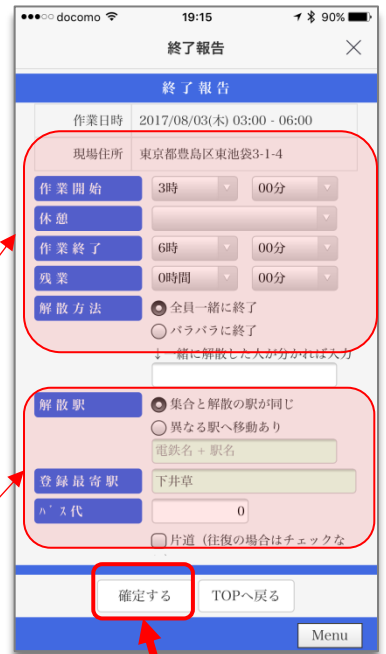 docomo 19:15 90%
終了報告
終了報告
作業日時 2017/08/03(木) 03:00 - 06:00
現場住所 東京都豊島区東池袋3-1-4
作業開始 3時 00分
休憩
作業終了 6時 00分
残業 0時間 00分
解散方法 全員一緒に終了
バラバラに終了
↓一緒に解散した人が分かれば入力
解散駅 集合と解散の駅が同じ
異なる駅へ移動あり
電鉄名 + 駅名
登録最寄駅 下井草
バス代 0
片道（往復の場合はチェックな
確定する TOPへ戻る
Menu